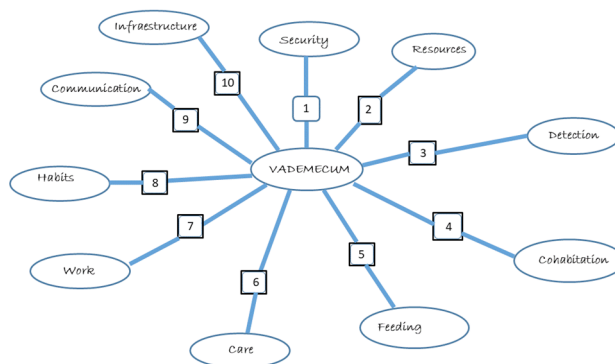 Infrastructure
Security
Resources
Communication
10
1
2
9
3
Detection
VADEMECUM
Habits
8
7
4
5
6
Work
Cohabitation
Feeding
Care